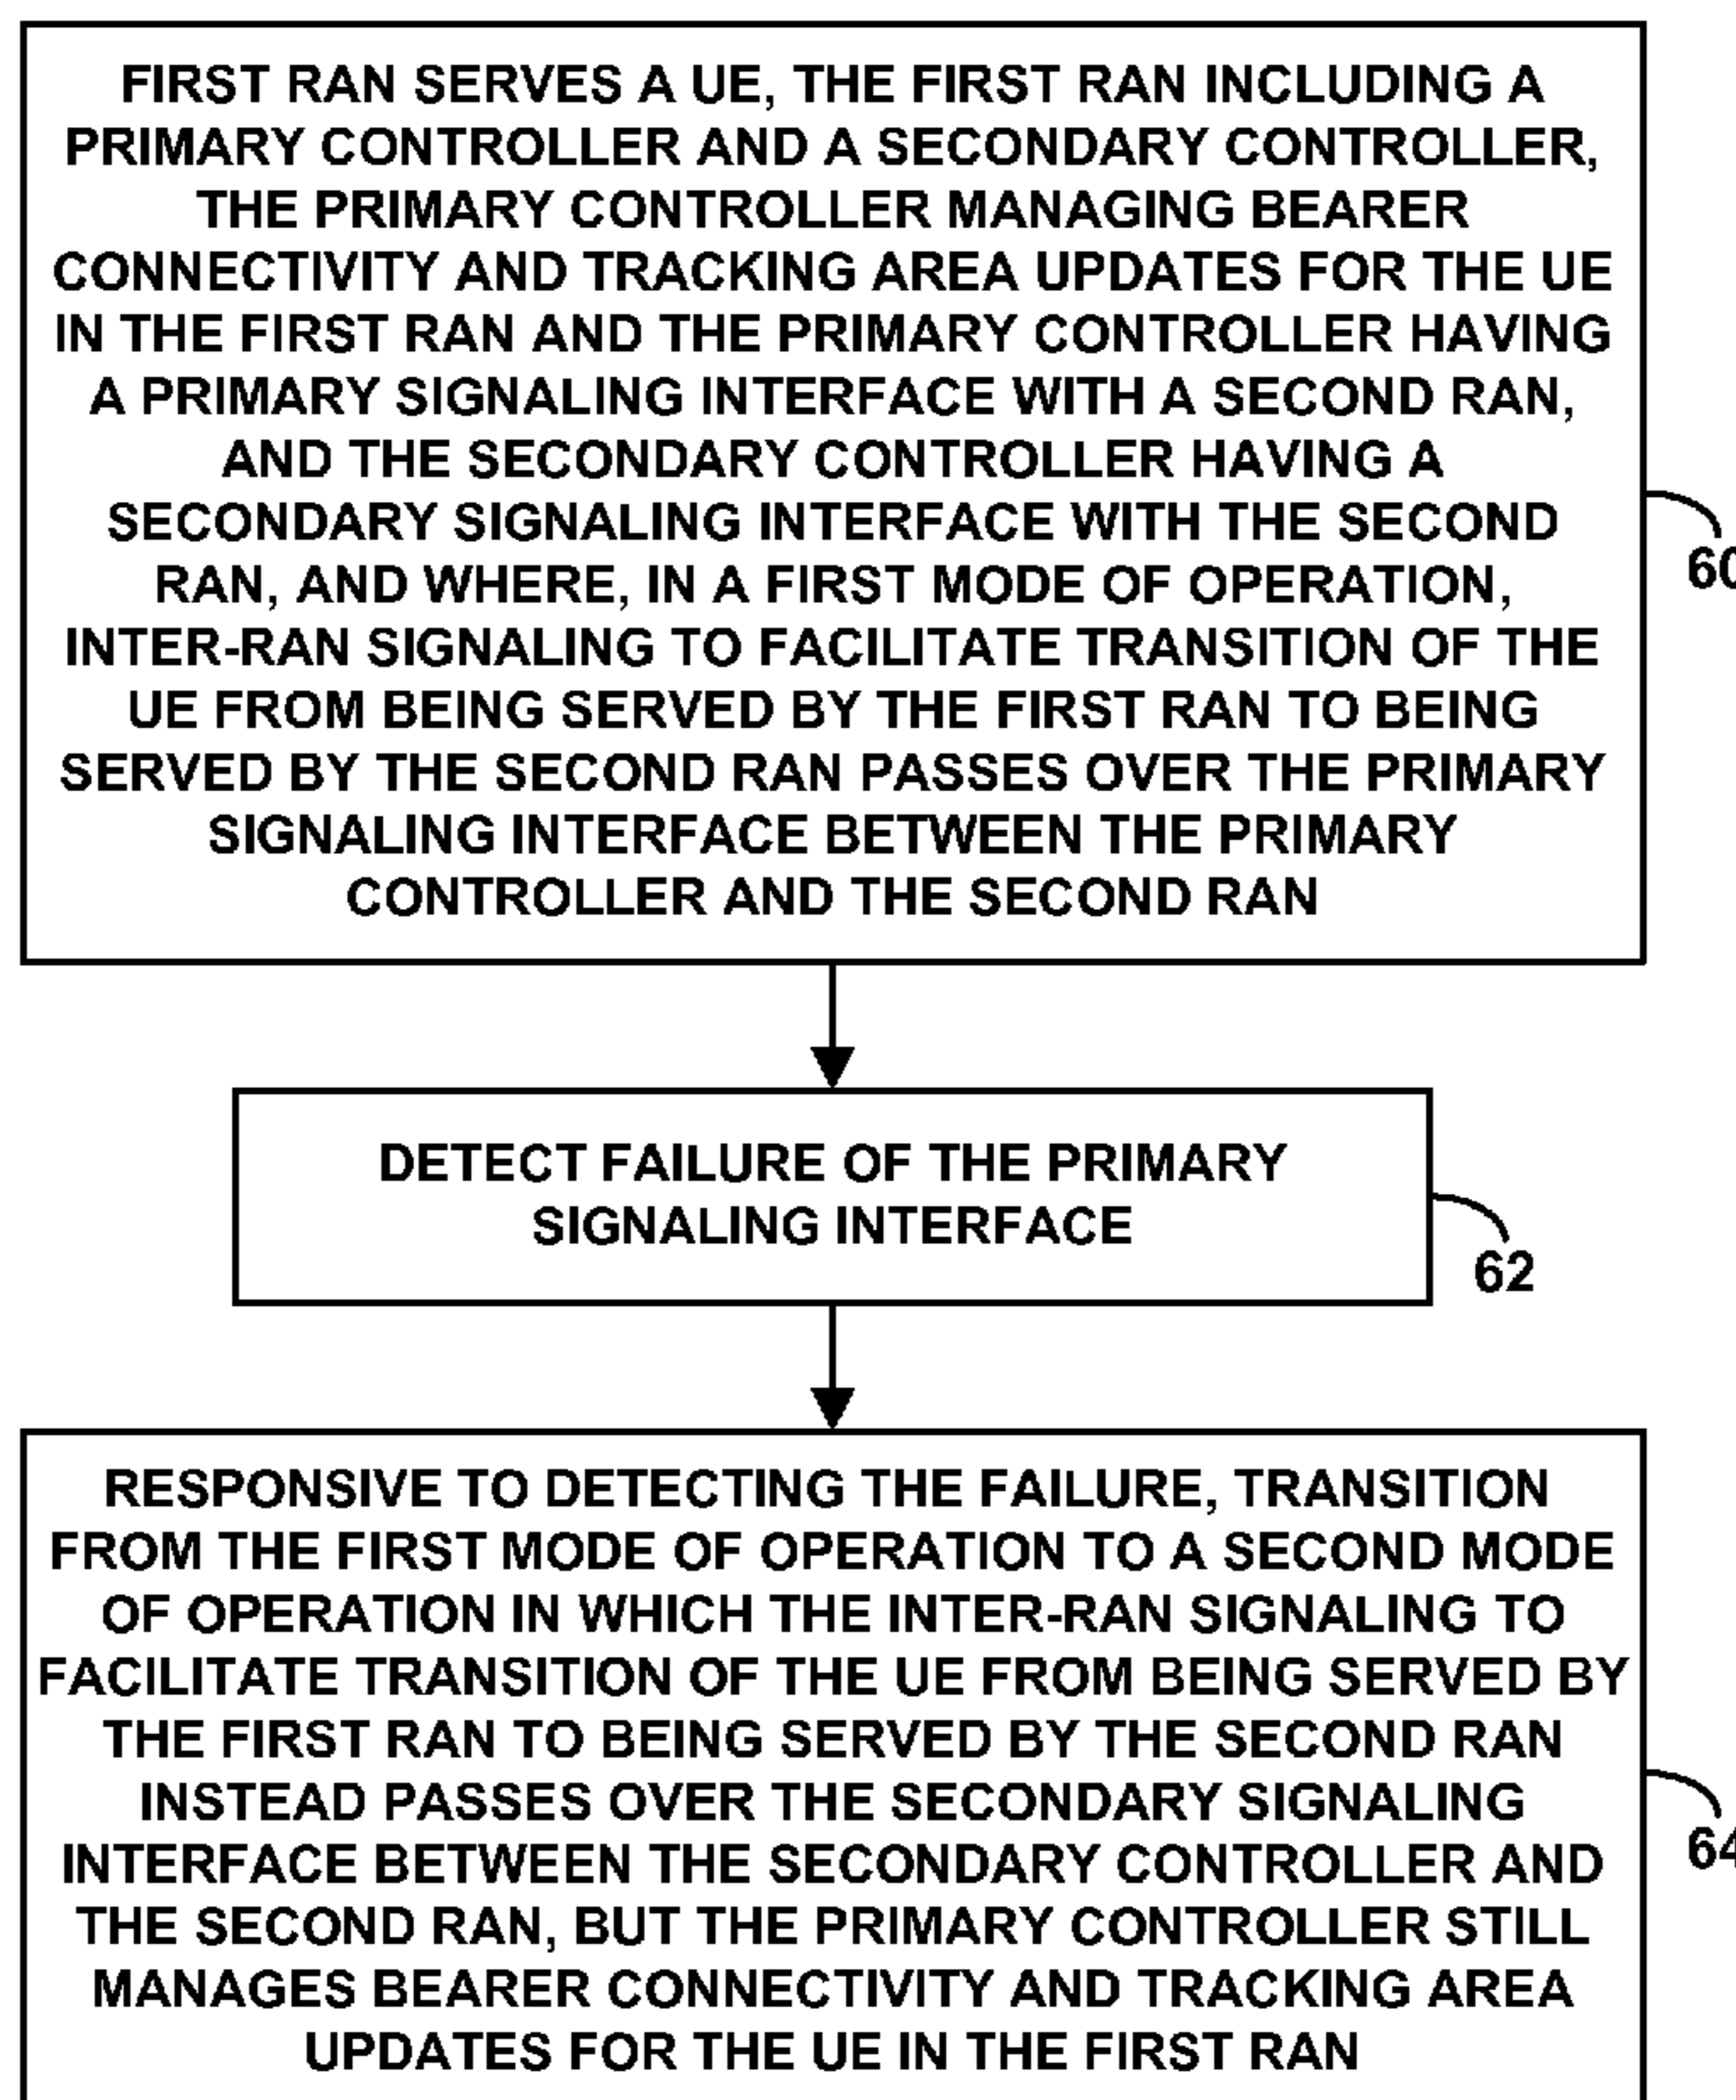 FIRST RAN SERVES A UE, THE FIRST RAN INCLUDING A
PRIMARY CONTROLLER AND A SECONDARY CONTROLLER,
THE PRIMARY CONTROLLER MANAGING BEARER
CONNECTIVITY AND TRACKING AREA UPDATES FOR THE UE
IN THE FIRST RAN AND THE PRIMARY CONTROLLER HAVING
A PRIMARY SIGNALING INTERFACE WITH A SECOND RAN,
AND THE SECONDARY CONTROLLER HAVING A
SECONDARY SIGNALING INTERFACE WITH THE SECOND
RAN, AND WHERE, IN A FIRST MODE OF OPERATION,
INTER-RAN SIGNALING TO FACILITATE TRANSITION OF THE
UE FROM BEING SERVED BY THE FIRST RAN TO BEING
SERVED BY THE SECOND RAN PASSES OVER THE PRIMARY
SIGNALING INTERFACE BETWEEN THE PRIMARY
CONTROLLER AND THE SECOND RAN
60
DETECT FAILURE OF THE PRIMARY
SIGNALING INTERFACE
62
RESPONSIVE TO DETECTING THE FAILURE, TRANSITION
FROM THE FIRST MODE OF OPERATION TO A SECOND MODE
OF OPERATION IN WHICH THE INTER-RAN SIGNALING TO
FACILITATE TRANSITION OF THE UE FROM BEING SERVED BY
THE FIRST RAN TO BEING SERVED BY THE SECOND RAN
INSTEAD PASSES OVER THE SECONDARY SIGNALING
INTERFACE BETWEEN THE SECONDARY CONTROLLER AND
THE SECOND RAN, BUT THE PRIMARY CONTROLLER STILL
MANAGES BEARER CONNECTIVITY AND TRACKING AREA
UPDATES FOR THE UE IN THE FIRST RAN
64